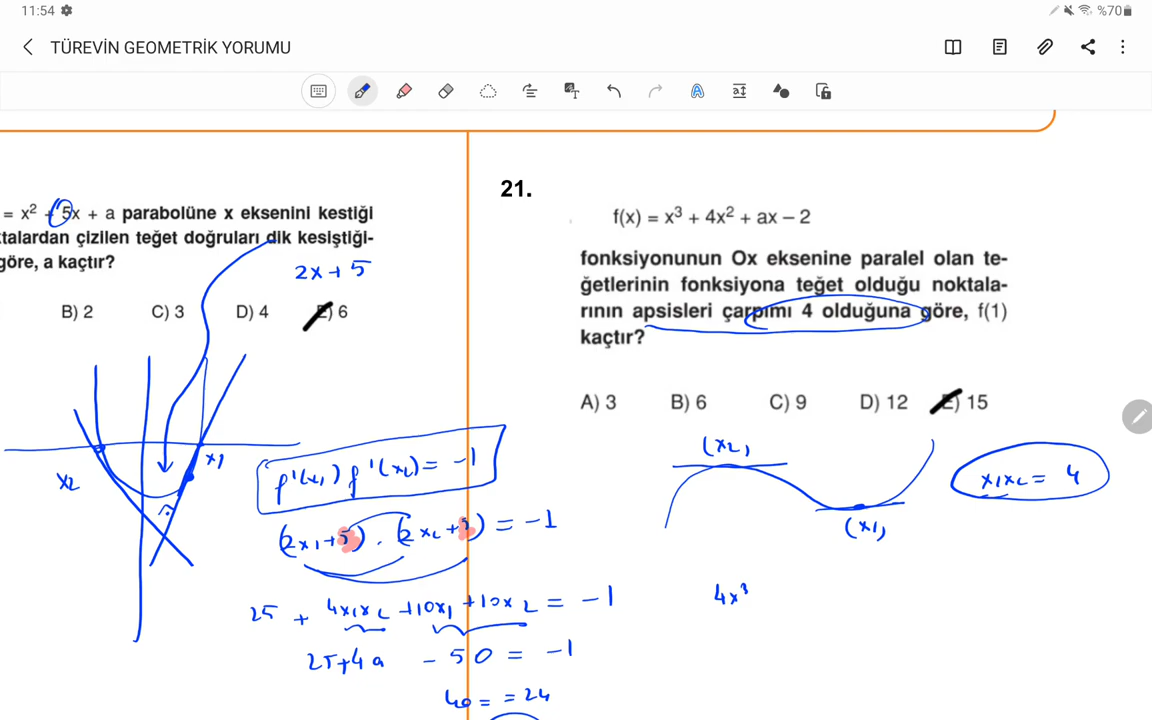 11:54
%70
TÜREVİN GEOMETRİK YORUMU
= x² + 5x + a parabolüne x eksenini kestiği
talardan çizilen teğet doğruları dik kesiştiği-
göre, a kaçtır?
B) 2 C) 3 D) 4 E) 6
2x+5
x2
x1
f'(x1) f'(x2) = -1
(2x1+5) . (2x2+5) = -1
25 + 4x1x2 +10x1 +10x2 = -1
25+4a - 50 = -1
4a = = 24
21.
f(x) = x³ + 4x² + ax – 2
fonksiyonunun Ox eksenine paralel olan te-
ğetlerinin fonksiyona teğet olduğu noktala-
rının apsisleri çarpımı 4 olduğuna göre, f(1)
kaçtır?
A) 3 B) 6 C) 9 D) 12 E) 15
(x2)
(x1)
x1x2 = 4
4x³